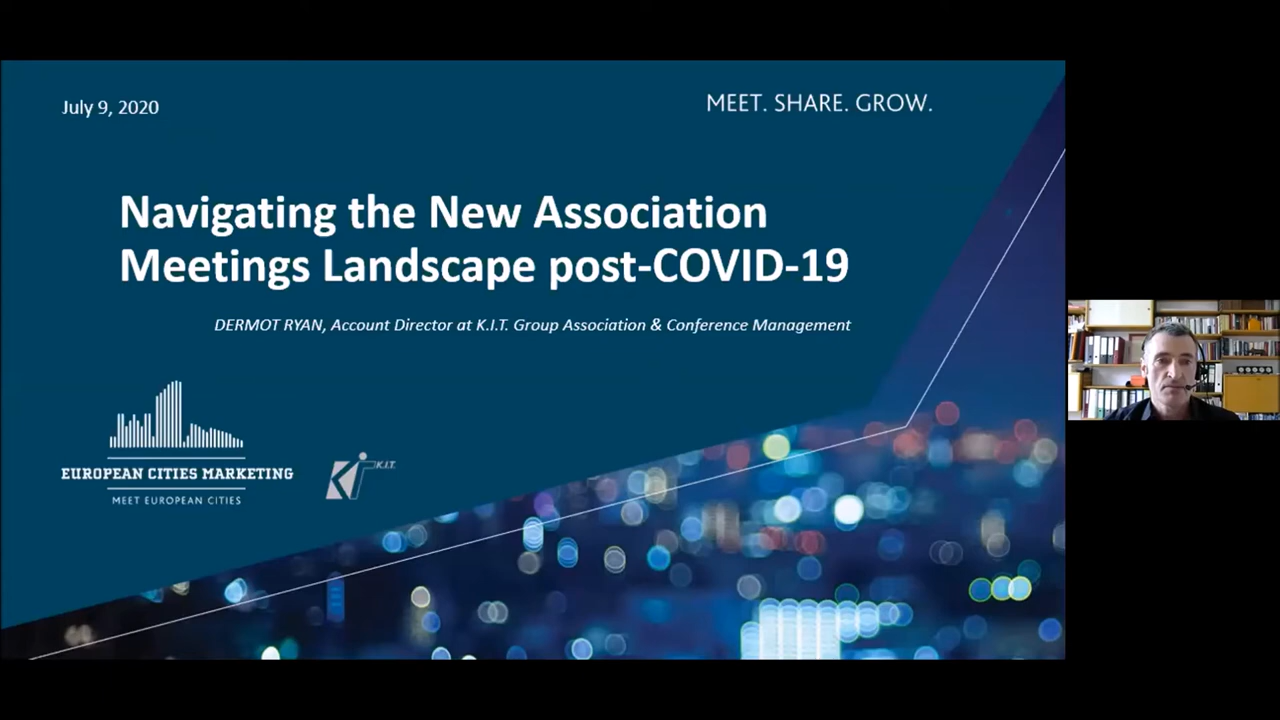 July 9, 2020
MEET. SHARE. GROW.
Navigating the New Association
Meetings Landscape post-COVID-19
DERMOT RYAN, Account Director at K.I.T. Group Association & Conference Management
EUROPEAN CITIES MARKETING
MEET EUROPEAN CITIES
K.I.T.